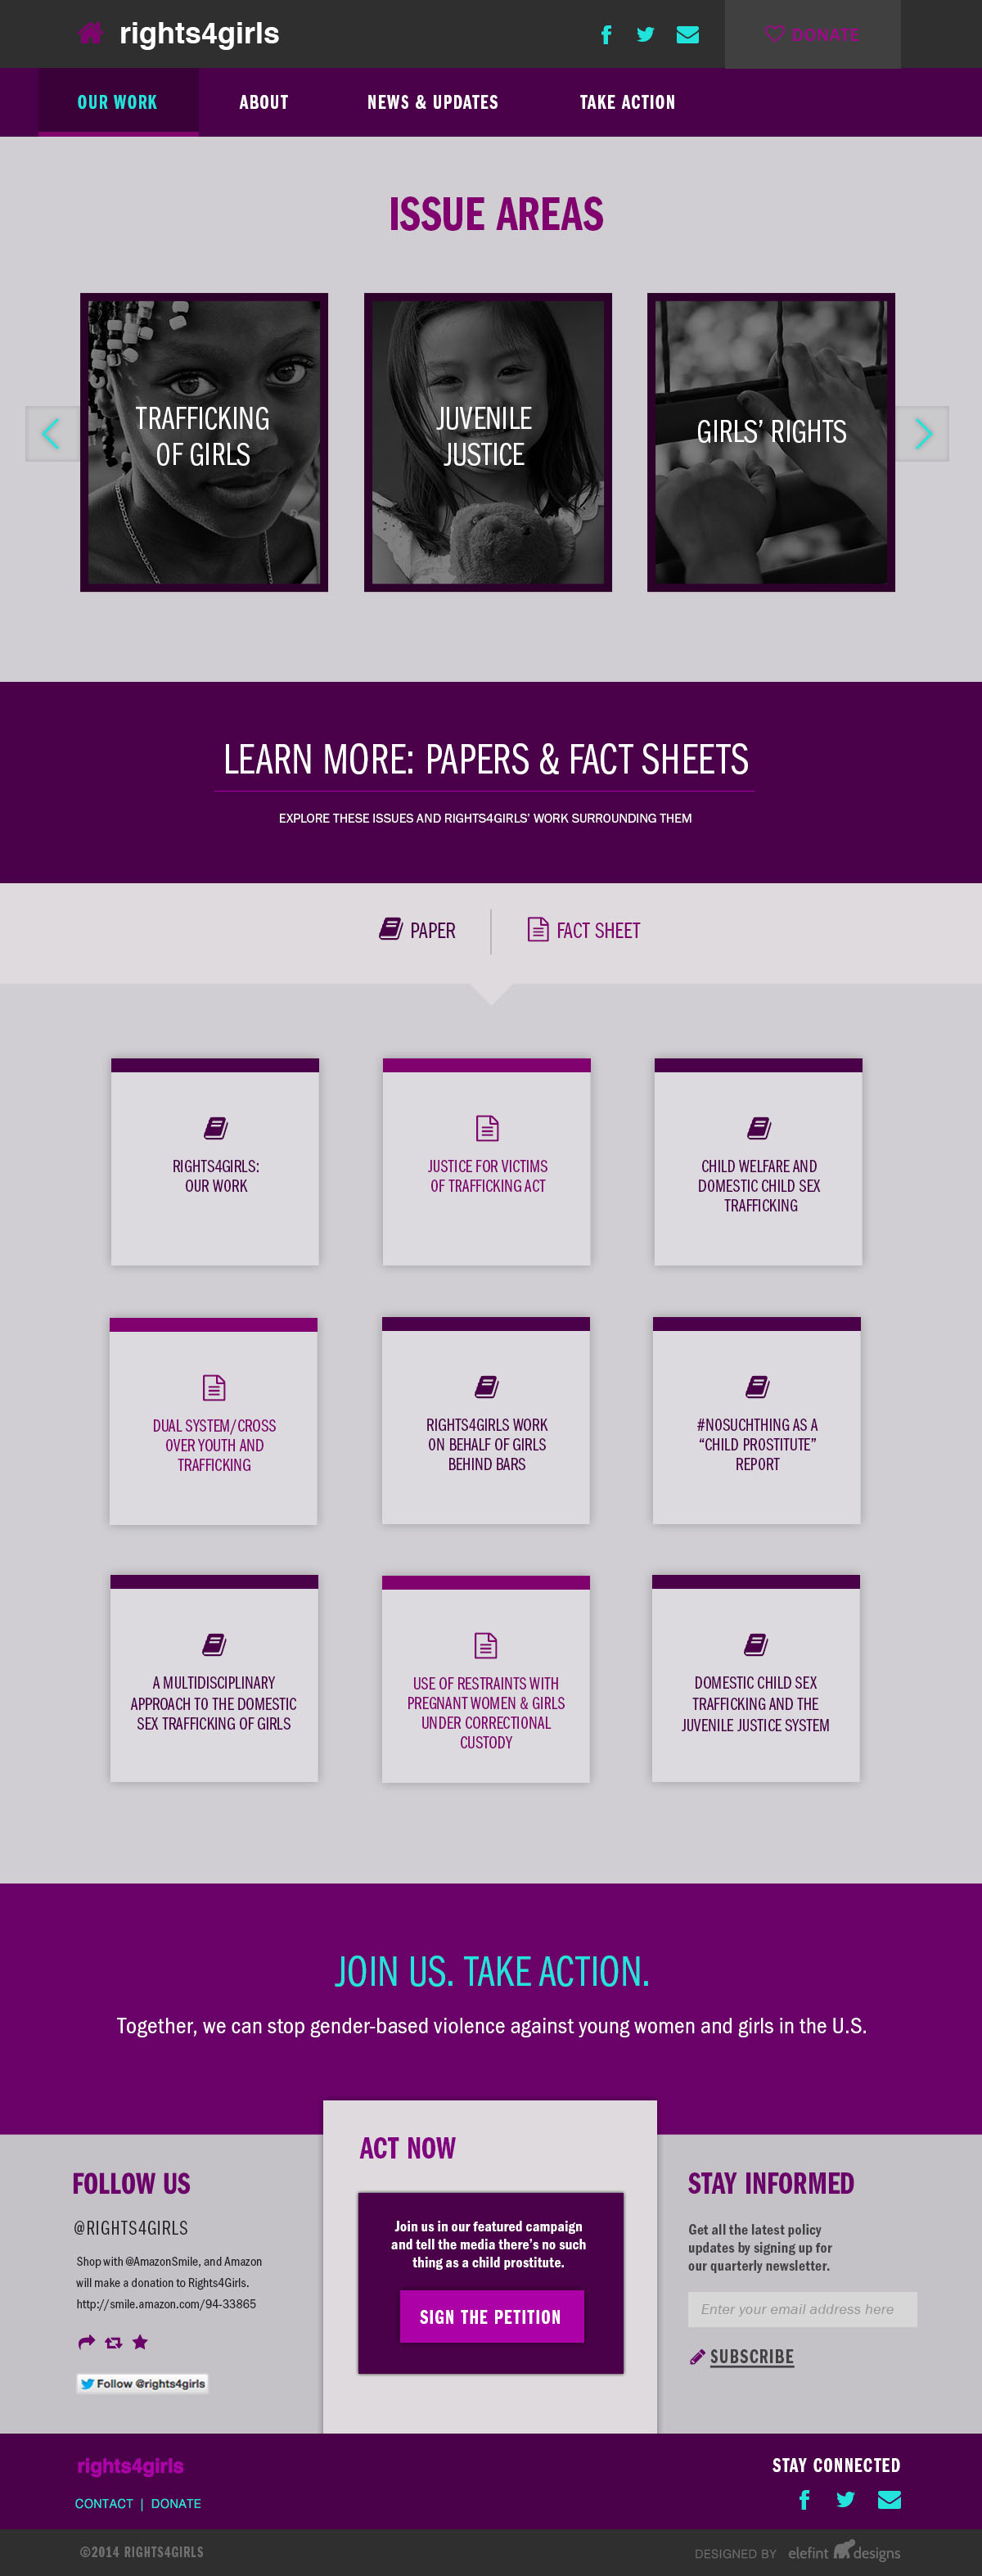 rights4girls
DONATE
OUR WORK
ABOUT
NEWS & UPDATES
TAKE ACTION
ISSUE AREAS
TRAFFICKING
OF GIRLS
JUVENILE
JUSTICE
GIRLS’ RIGHTS
LEARN MORE: PAPERS & FACT SHEETS
EXPLORE THESE ISSUES AND RIGHTS4GIRLS’ WORK SURROUNDING THEM
PAPER
FACT SHEET
RIGHTS4GIRLS:
OUR WORK
JUSTICE FOR VICTIMS
OF TRAFFICKING ACT
CHILD WELFARE AND
DOMESTIC CHILD SEX
TRAFFICKING
DUAL SYSTEM/CROSS
OVER YOUTH AND
TRAFFICKING
RIGHTS4GIRLS WORK
ON BEHALF OF GIRLS
BEHIND BARS
#NOSUCHTHING AS A
“CHILD PROSTITUTE”
REPORT
A MULTIDISCIPLINARY
APPROACH TO THE DOMESTIC
SEX TRAFFICKING OF GIRLS
USE OF RESTRAINTS WITH
PREGNANT WOMEN & GIRLS
UNDER CORRECTIONAL
CUSTODY
DOMESTIC CHILD SEX
TRAFFICKING AND THE
JUVENILE JUSTICE SYSTEM
JOIN US. TAKE ACTION.
Together, we can stop gender-based violence against young women and girls in the U.S.
FOLLOW US
@RIGHTS4GIRLS
Shop with @AmazonSmile, and Amazon
will make a donation to Rights4Girls.
http://smile.amazon.com/94-33865
Follow @rights4girls
ACT NOW
Join us in our featured campaign
and tell the media there’s no such
thing as a child prostitute.
SIGN THE PETITION
STAY INFORMED
Get all the latest policy
updates by signing up for
our quarterly newsletter.
Enter your email address here
SUBSCRIBE
rights4girls
CONTACT | DONATE
STAY CONNECTED
©2014 RIGHTS4GIRLS
DESIGNED BY elefint designs